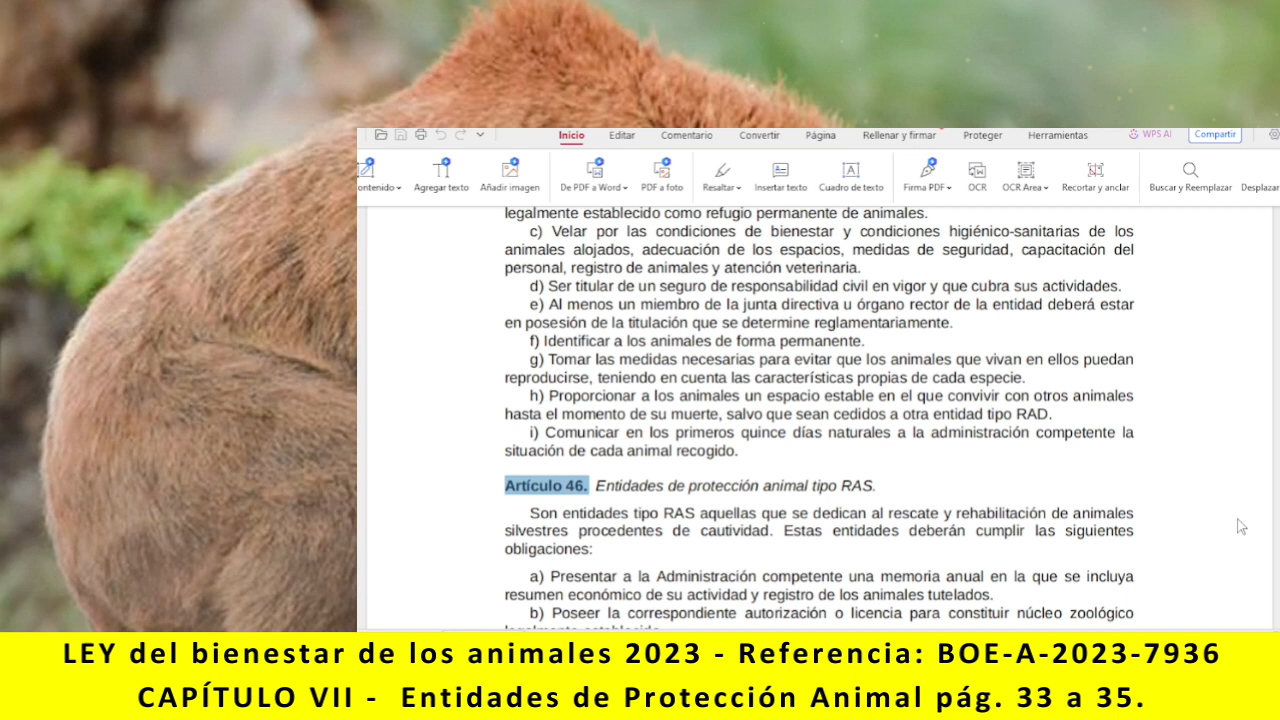 Inicio Editar Comentario Convertir Página Rellenar y firmar Proteger Herramientas WPS AI Compartir
ontenido Agregar texto Añadir imagen De PDF a Word PDF a foto Resaltar Insertar texto Cuadro de texto Firma PDF OCR OCR Area Recortar y anclar Buscar y Reemplazar Desplazar
legalmente establecido como refugio permanente de animales.
c) Velar por las condiciones de bienestar y condiciones higiénico-sanitarias de los
animales alojados, adecuación de los espacios, medidas de seguridad, capacitación del
personal, registro de animales y atención veterinaria.
d) Ser titular de un seguro de responsabilidad civil en vigor y que cubra sus actividades.
e) Al menos un miembro de la junta directiva u órgano rector de la entidad deberá estar
en posesión de la titulación que se determine reglamentariamente.
f) Identificar a los animales de forma permanente.
g) Tomar las medidas necesarias para evitar que los animales que vivan en ellos puedan
reproducirse, teniendo en cuenta las características propias de cada especie.
h) Proporcionar a los animales un espacio estable en el que convivir con otros animales
hasta el momento de su muerte, salvo que sean cedidos a otra entidad tipo RAD.
i) Comunicar en los primeros quince días naturales a la administración competente la
situación de cada animal recogido.
Artículo 46. Entidades de protección animal tipo RAS.
Son entidades tipo RAS aquellas que se dedican al rescate y rehabilitación de animales
silvestres procedentes de cautividad. Estas entidades deberán cumplir las siguientes
obligaciones:
a) Presentar a la Administración competente una memoria anual en la que se incluya
resumen económico de su actividad y registro de los animales tutelados.
b) Poseer la correspondiente autorización o licencia para constituir núcleo zoológico
LEY del bienestar de los animales 2023 - Referencia: BOE-A-2023-7936
CAPÍTULO VII - Entidades de Protección Animal pág. 33 a 35.